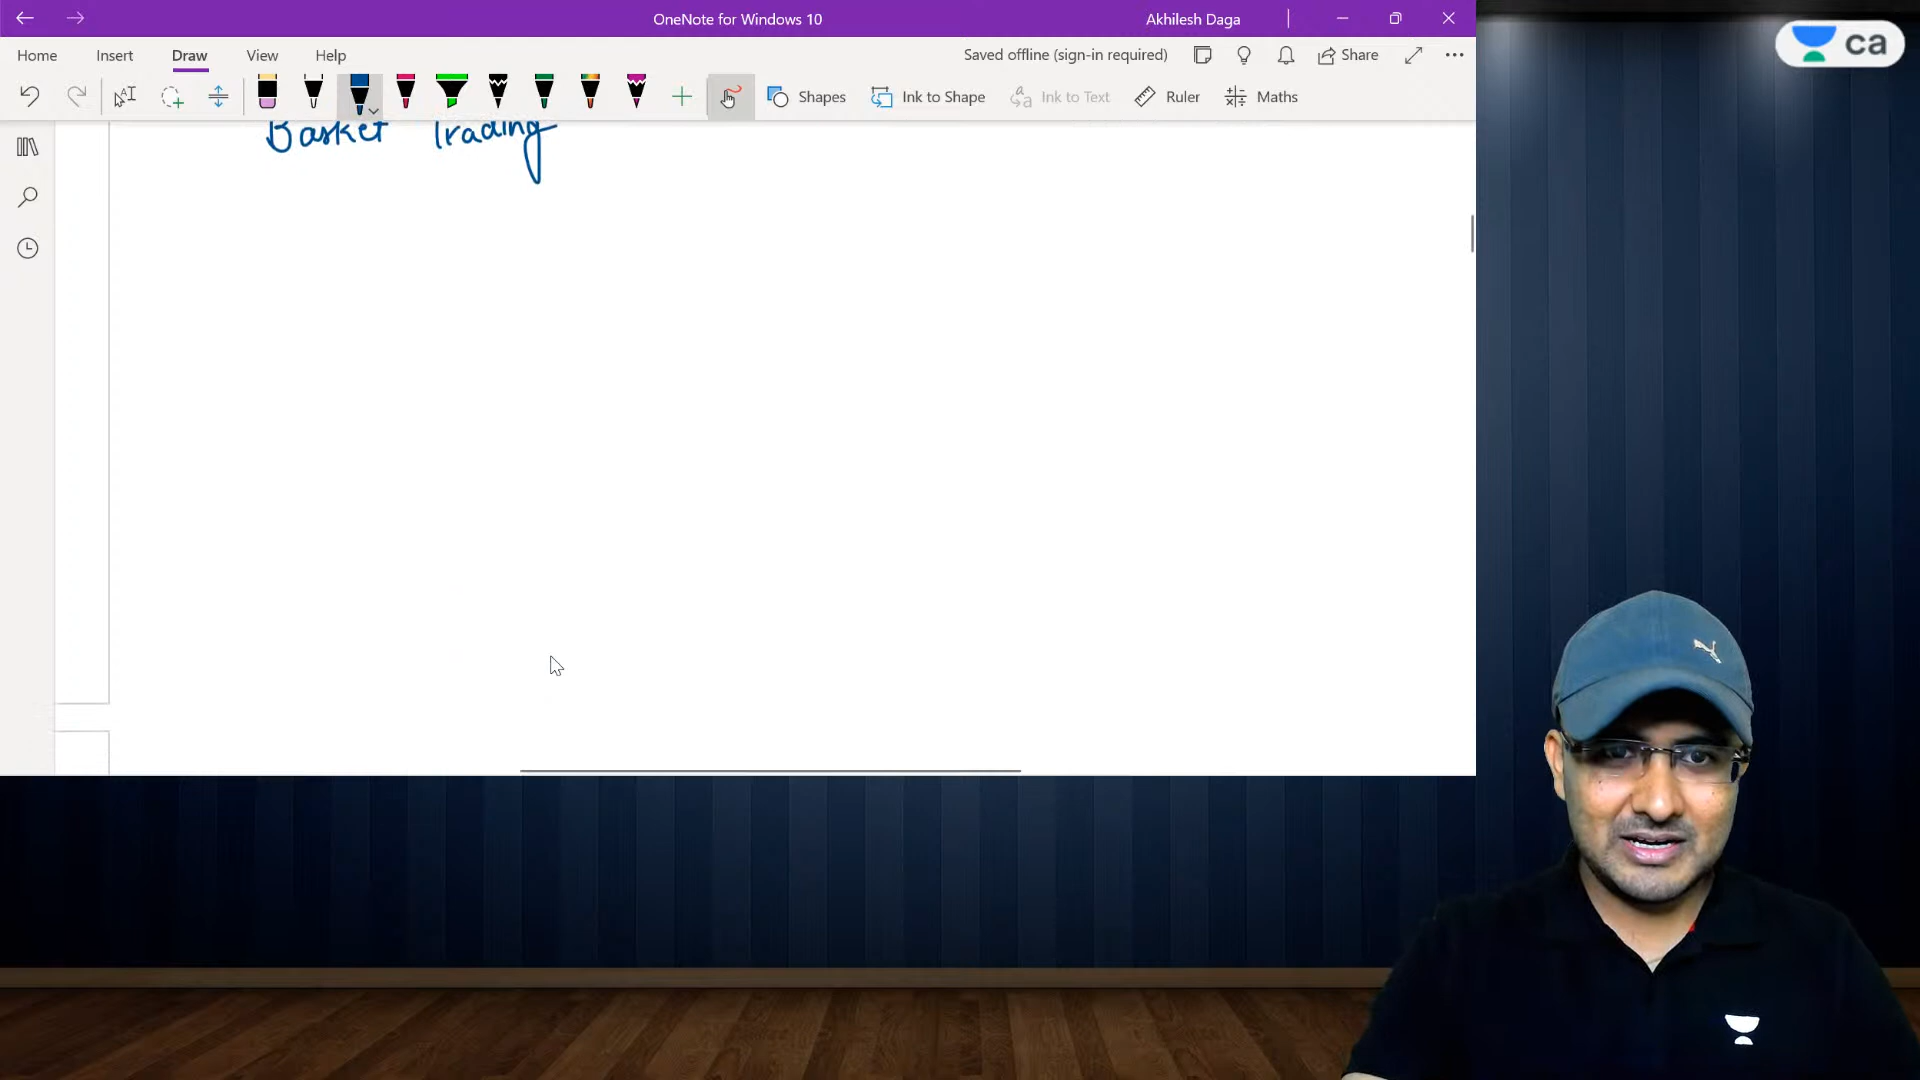 OneNote for Windows 10
Akhilesh Daga
Home Insert Draw View Help
Saved offline (sign-in required)
Share
ca
Shapes
Ink to Shape
Ink to Text
Ruler
Maths
Basket Trading